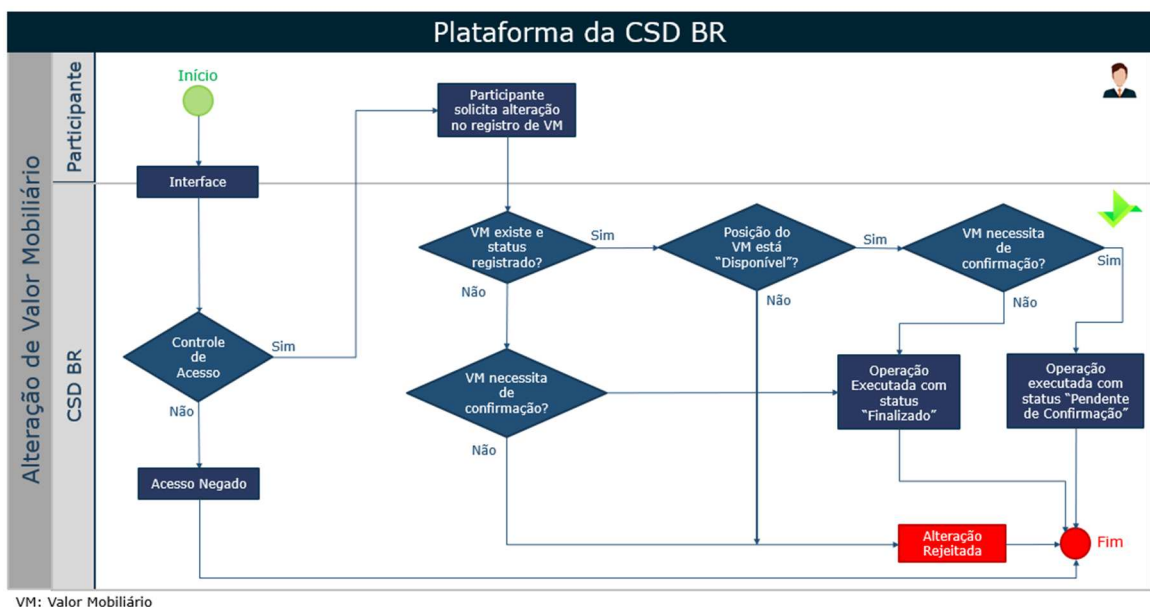 Plataforma da CSD BR
Alteração de Valor Mobiliário
Participante
CSD BR
Início
Interface
Participante
solicita alteração
no registro de VM
Controle
de
Acesso
Sim
Não
Acesso Negado
VM existe e
status
registrado?
Sim
Não
Posição do
VM está
“Disponível”?
Sim
Não
VM necessita
de
confirmação?
Sim
Não
VM necessita
de
confirmação?
Não
Operação
Executada com
status
“Finalizado”
Operação
executada com
status “Pendente
de Confirmação”
Alteração
Rejeitada
Fim
VM: Valor Mobiliário